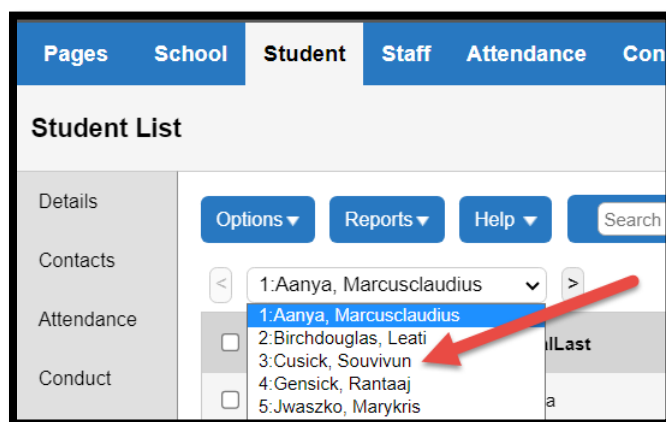 Pages School Student Staff Attendance Con
Student List
Details
Contacts
Attendance
Conduct
Options Reports Help Search
< 1:Aanya, Marcusclaudius >
1:Aanya, Marcusclaudius
2:Birchdouglas, Leati
3:Cusick, Souvivun
4:Gensick, Rantaaj
5:Jwaszko, Marykris
alLast
a